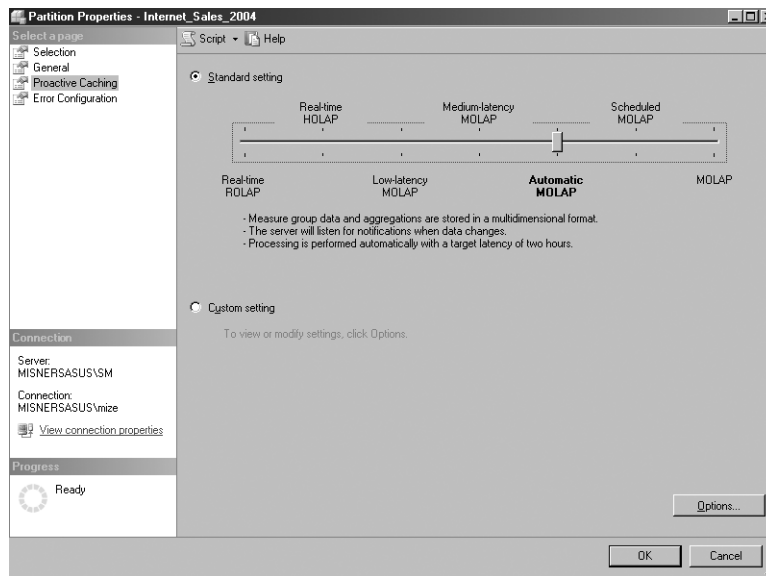 Partition Properties - Internet_Sales_2004
Select a page
Selection
General
Proactive Caching
Error Configuration
Script
Help
Standard setting
Real-time
HOLAP
Medium-latency
MOLAP
Scheduled
MOLAP
Real-time
ROLAP
Low-latency
MOLAP
Automatic
MOLAP
MOLAP
- Measure group data and aggregations are stored in a multidimensional format.
- The server will listen for notifications when data changes.
- Processing is performed automatically with a target latency of two hours.
Custom setting
To view or modify settings, click Options.
Connection
Server:
MISNERSASUS\SM
Connection:
MISNERSASUS\mize
View connection properties
Progress
Ready
Options...
OK
Cancel